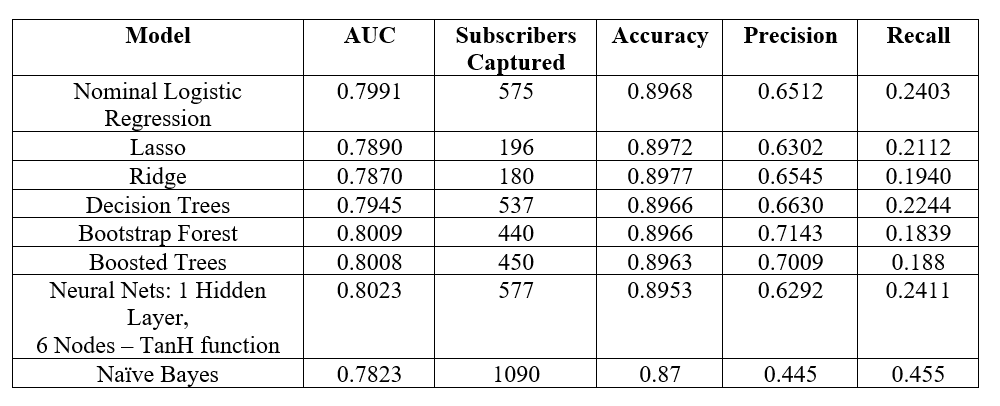 Model AUC Subscribers Captured Accuracy Precision Recall
Nominal Logistic Regression 0.7991 575 0.8968 0.6512 0.2403
Lasso 0.7890 196 0.8972 0.6302 0.2112
Ridge 0.7870 180 0.8977 0.6545 0.1940
Decision Trees 0.7945 537 0.8966 0.6630 0.2244
Bootstrap Forest 0.8009 440 0.8966 0.7143 0.1839
Boosted Trees 0.8008 450 0.8963 0.7009 0.188
Neural Nets: 1 Hidden Layer, 6 Nodes – TanH function 0.8023 577 0.8953 0.6292 0.2411
Naïve Bayes 0.7823 1090 0.87 0.445 0.455